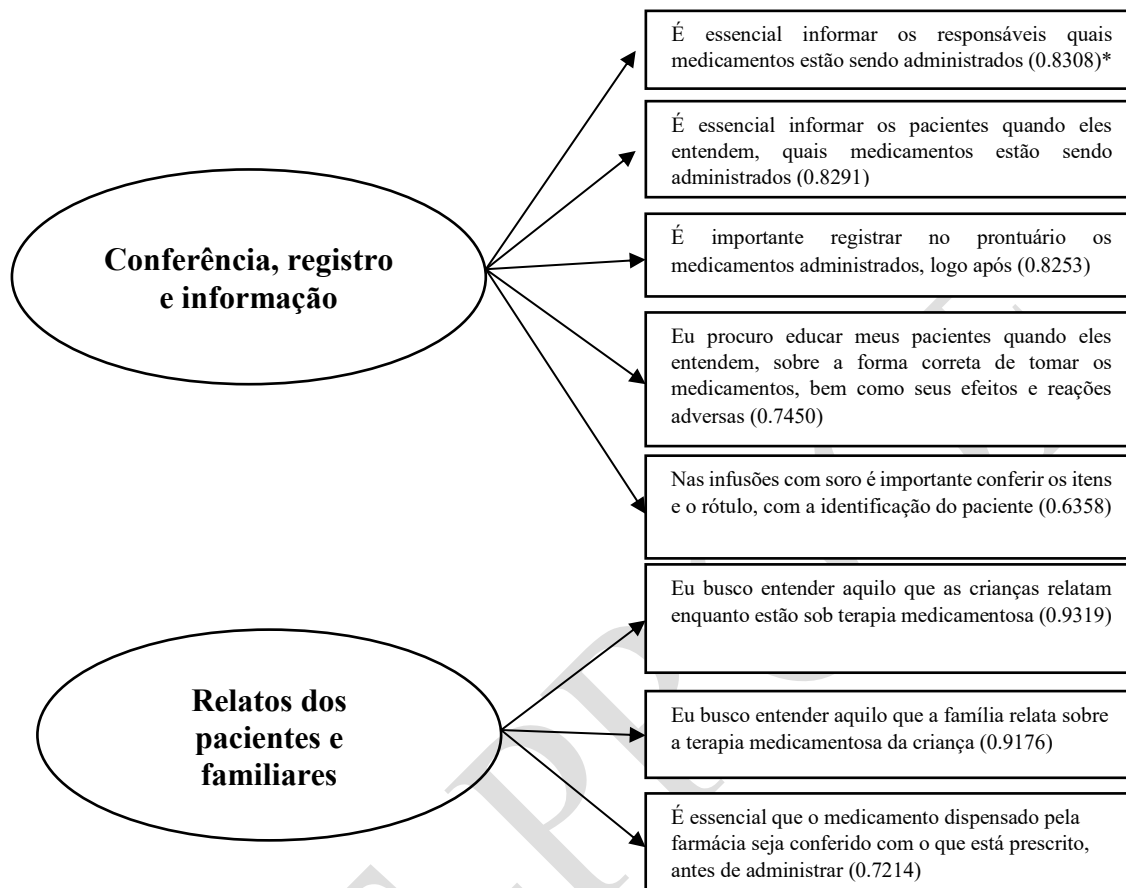 É essencial informar os responsáveis quais
medicamentos estão sendo administrados (0.8308)*
É essencial informar os pacientes quando eles
entendem, quais medicamentos estão sendo
administrados (0.8291)
Conferência, registro
e informação
É importante registrar no prontuário os
medicamentos administrados, logo após (0.8253)
Eu procuro educar meus pacientes quando eles
entendem, sobre a forma correta de tomar os
medicamentos, bem como seus efeitos e reações
adversas (0.7450)
Nas infusões com soro é importante conferir os itens
e o rótulo, com a identificação do paciente (0.6358)
Eu busco entender aquilo que as crianças relatam
enquanto estão sob terapia medicamentosa (0.9319)
Relatos dos
pacientes e
familiares
Eu busco entender aquilo que a família relata sobre
a terapia medicamentosa da criança (0.9176)
É essencial que o medicamento dispensado pela
farmácia seja conferido com o que está prescrito,
antes de administrar (0.7214)